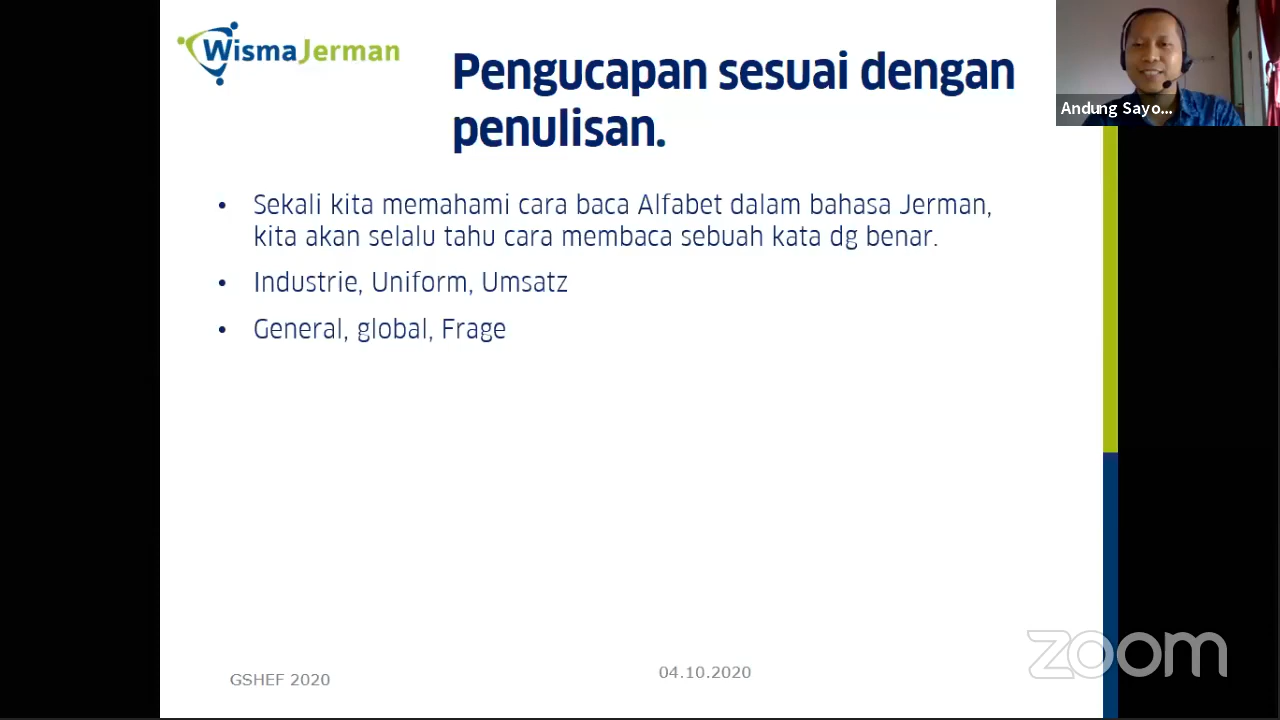 WismaJerman
Pengucapan sesuai dengan
penulisan.
Andung Sayo...
• Sekali kita memahami cara baca Alfabet dalam bahasa Jerman,
kita akan selalu tahu cara membaca sebuah kata dg benar.
• Industrie, Uniform, Umsatz
• General, global, Frage
GSHEF 2020
04.10.2020
zoom